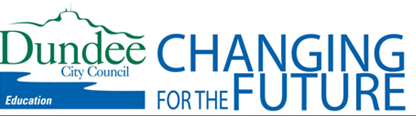 Dundee
City Council
Education
CHANGING
FOR THE FUTURE